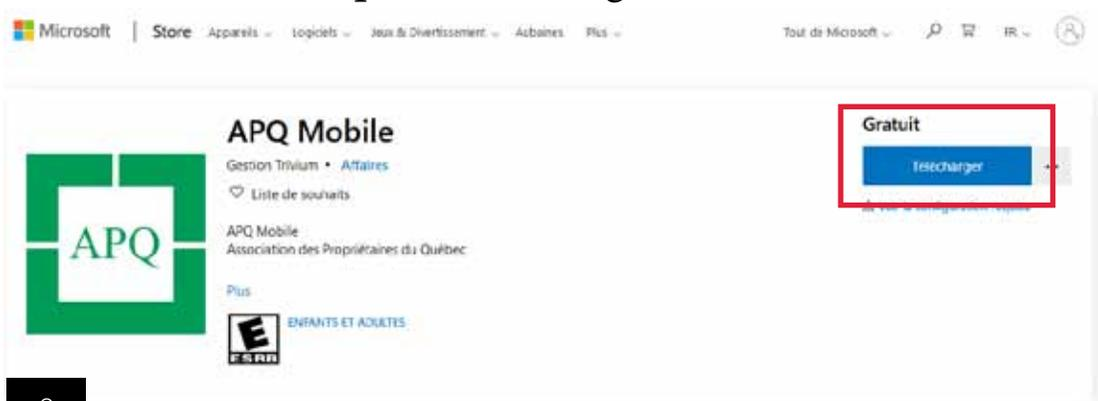 Microsoft | Store Appareils Logiciels Jeux & Divertissement Aubaines Plus Tout de Microsoft FR
APQ Mobile
Gratuit
Gestion Trivium • Affaires
Télécharger
Liste de souhaits
APQ
APQ Mobile
Association des Propriétaires du Québec
Plus
E
ENFANTS ET ADULTES
ESRB